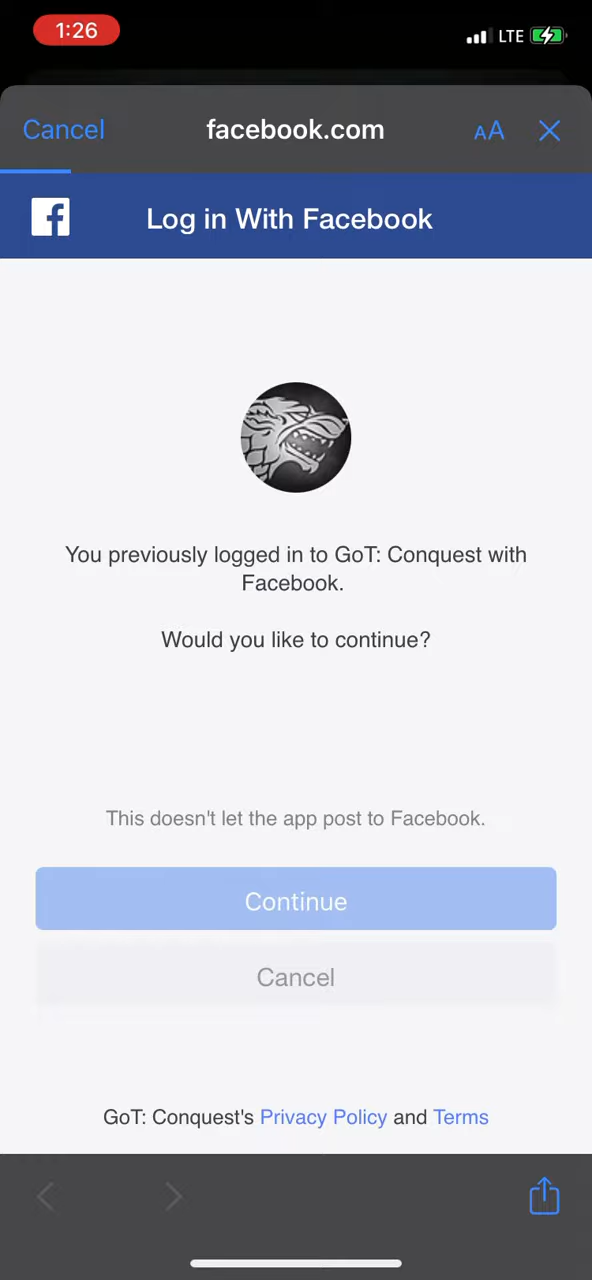 1:26
LTE
Cancel
facebook.com
AA
Log in With Facebook
You previously logged in to GoT: Conquest with
Facebook.
Would you like to continue?
This doesn't let the app post to Facebook.
Continue
Cancel
GoT: Conquest's Privacy Policy and Terms